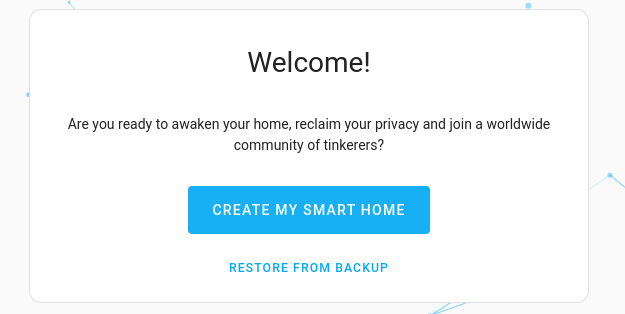 Welcome!
Are you ready to awaken your home, reclaim your privacy and join a worldwide
community of tinkerers?
CREATE MY SMART HOME
RESTORE FROM BACKUP